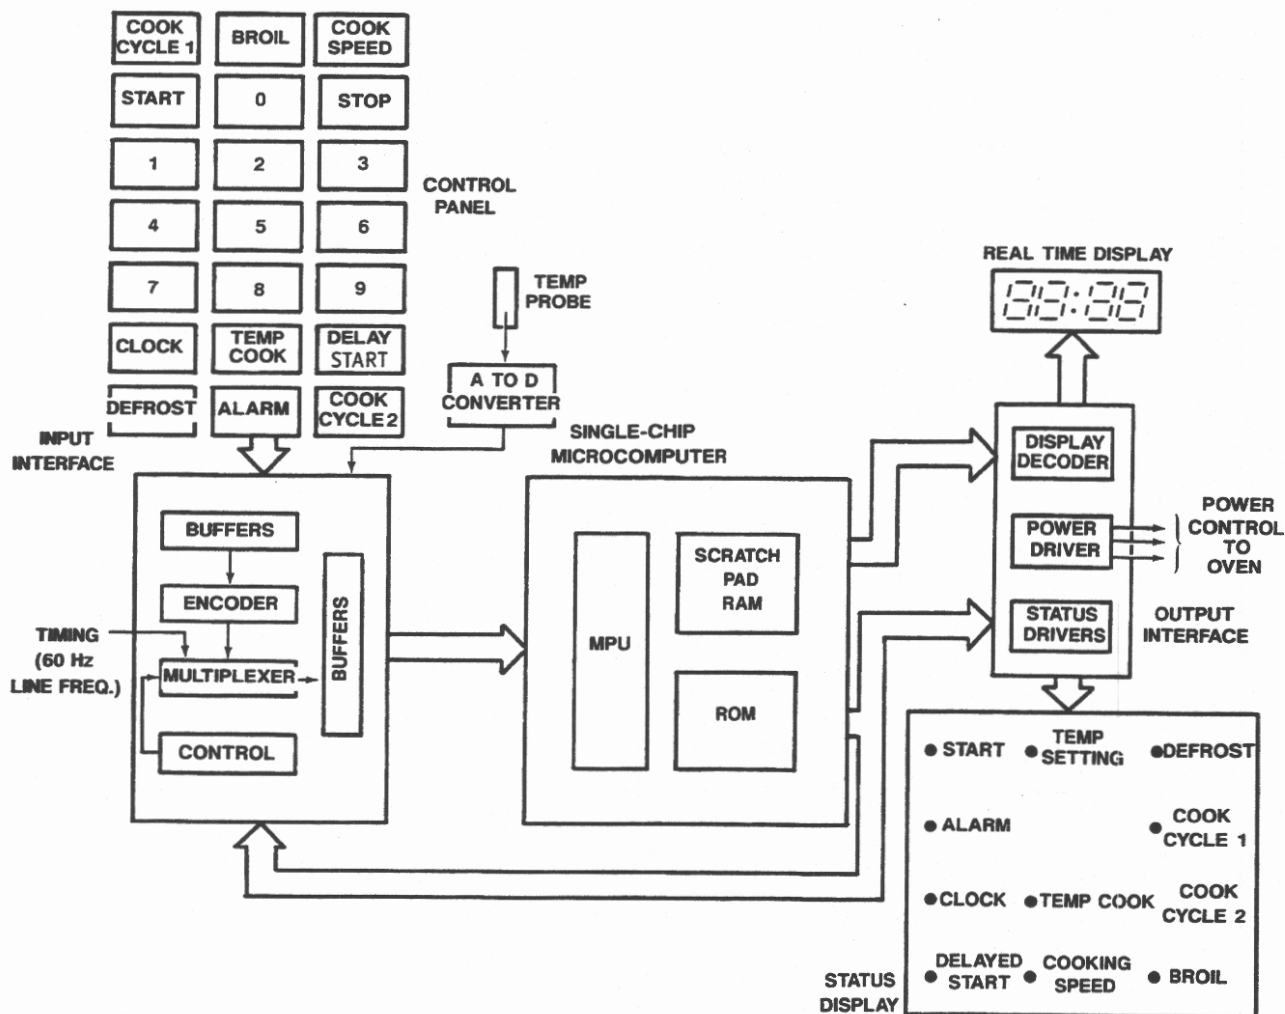 COOK
CYCLE 1
BROIL
COOK
SPEED
START
0
STOP
1
2
3
4
5
6
7
8
9
CLOCK
TEMP
COOK
DELAY
START
DEFROST
ALARM
COOK
CYCLE 2
CONTROL
PANEL
TEMP
PROBE
A TO D
CONVERTER
INPUT
INTERFACE
BUFFERS
ENCODER
MULTIPLEXER
CONTROL
BUFFERS
TIMING
(60 Hz
LINE FREQ.)
SINGLE-CHIP
MICROCOMPUTER
MPU
SCRATCH
PAD
RAM
ROM
REAL TIME DISPLAY
88:88
DISPLAY
DECODER
POWER
DRIVER
STATUS
DRIVERS
POWER
CONTROL
TO
OVEN
OUTPUT
INTERFACE
START
TEMP
SETTING
DEFROST
ALARM
COOK
CYCLE 1
CLOCK
TEMP COOK
COOK
CYCLE 2
DELAYED
START
COOKING
SPEED
BROIL
STATUS
DISPLAY